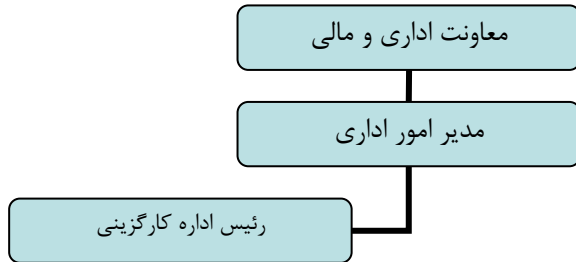 معاونت اداری و مالی
مدیر امور اداری
رئیس اداره کارگزینی